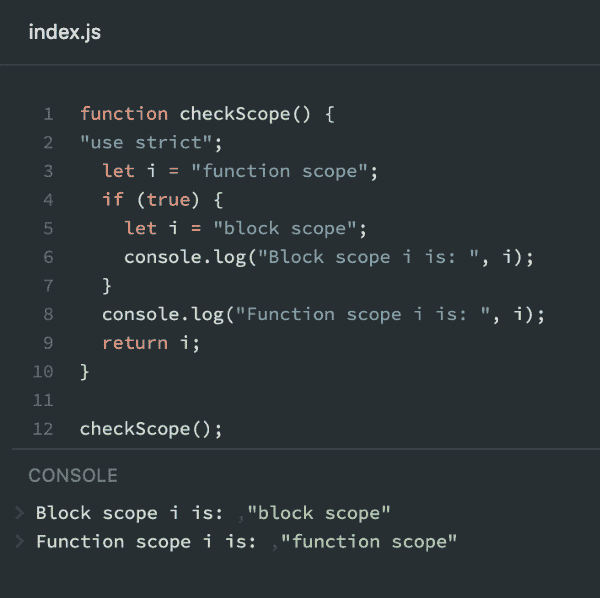 index.js
1 function checkScope() {
2 "use strict";
3   let i = "function scope";
4   if (true) {
5     let i = "block scope";
6     console.log("Block scope i is: ", i);
7   }
8   console.log("Function scope i is: ", i);
9   return i;
10 }
11
12 checkScope();
CONSOLE
> Block scope i is:  ,"block scope"
> Function scope i is:  ,"function scope"